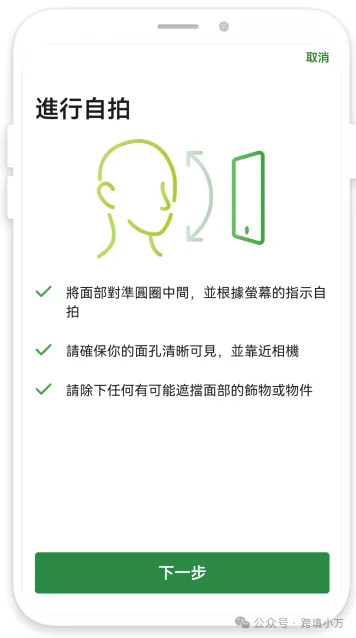 取消
進行自拍
將面部對準圓圈中間，並根據螢幕的指示自
拍
請確保你的面孔清晰可見，並靠近相機
請除下任何有可能遮擋面部的飾物或物件
下一步
公众号 · 跨境小万